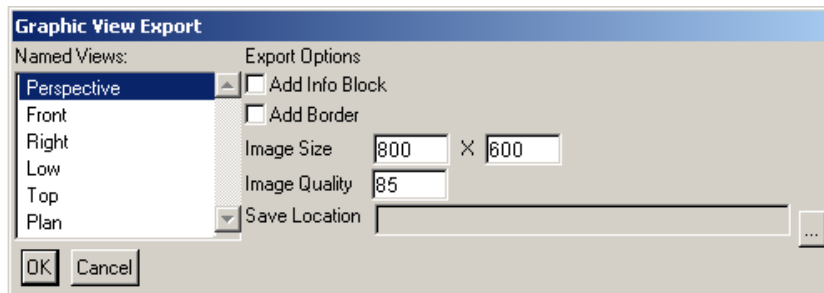 Graphic View Export
Named Views:
Perspective
Front
Right
Low
Top
Plan
Export Options
Add Info Block
Add Border
Image Size 800 X 600
Image Quality 85
Save Location ...
OK Cancel